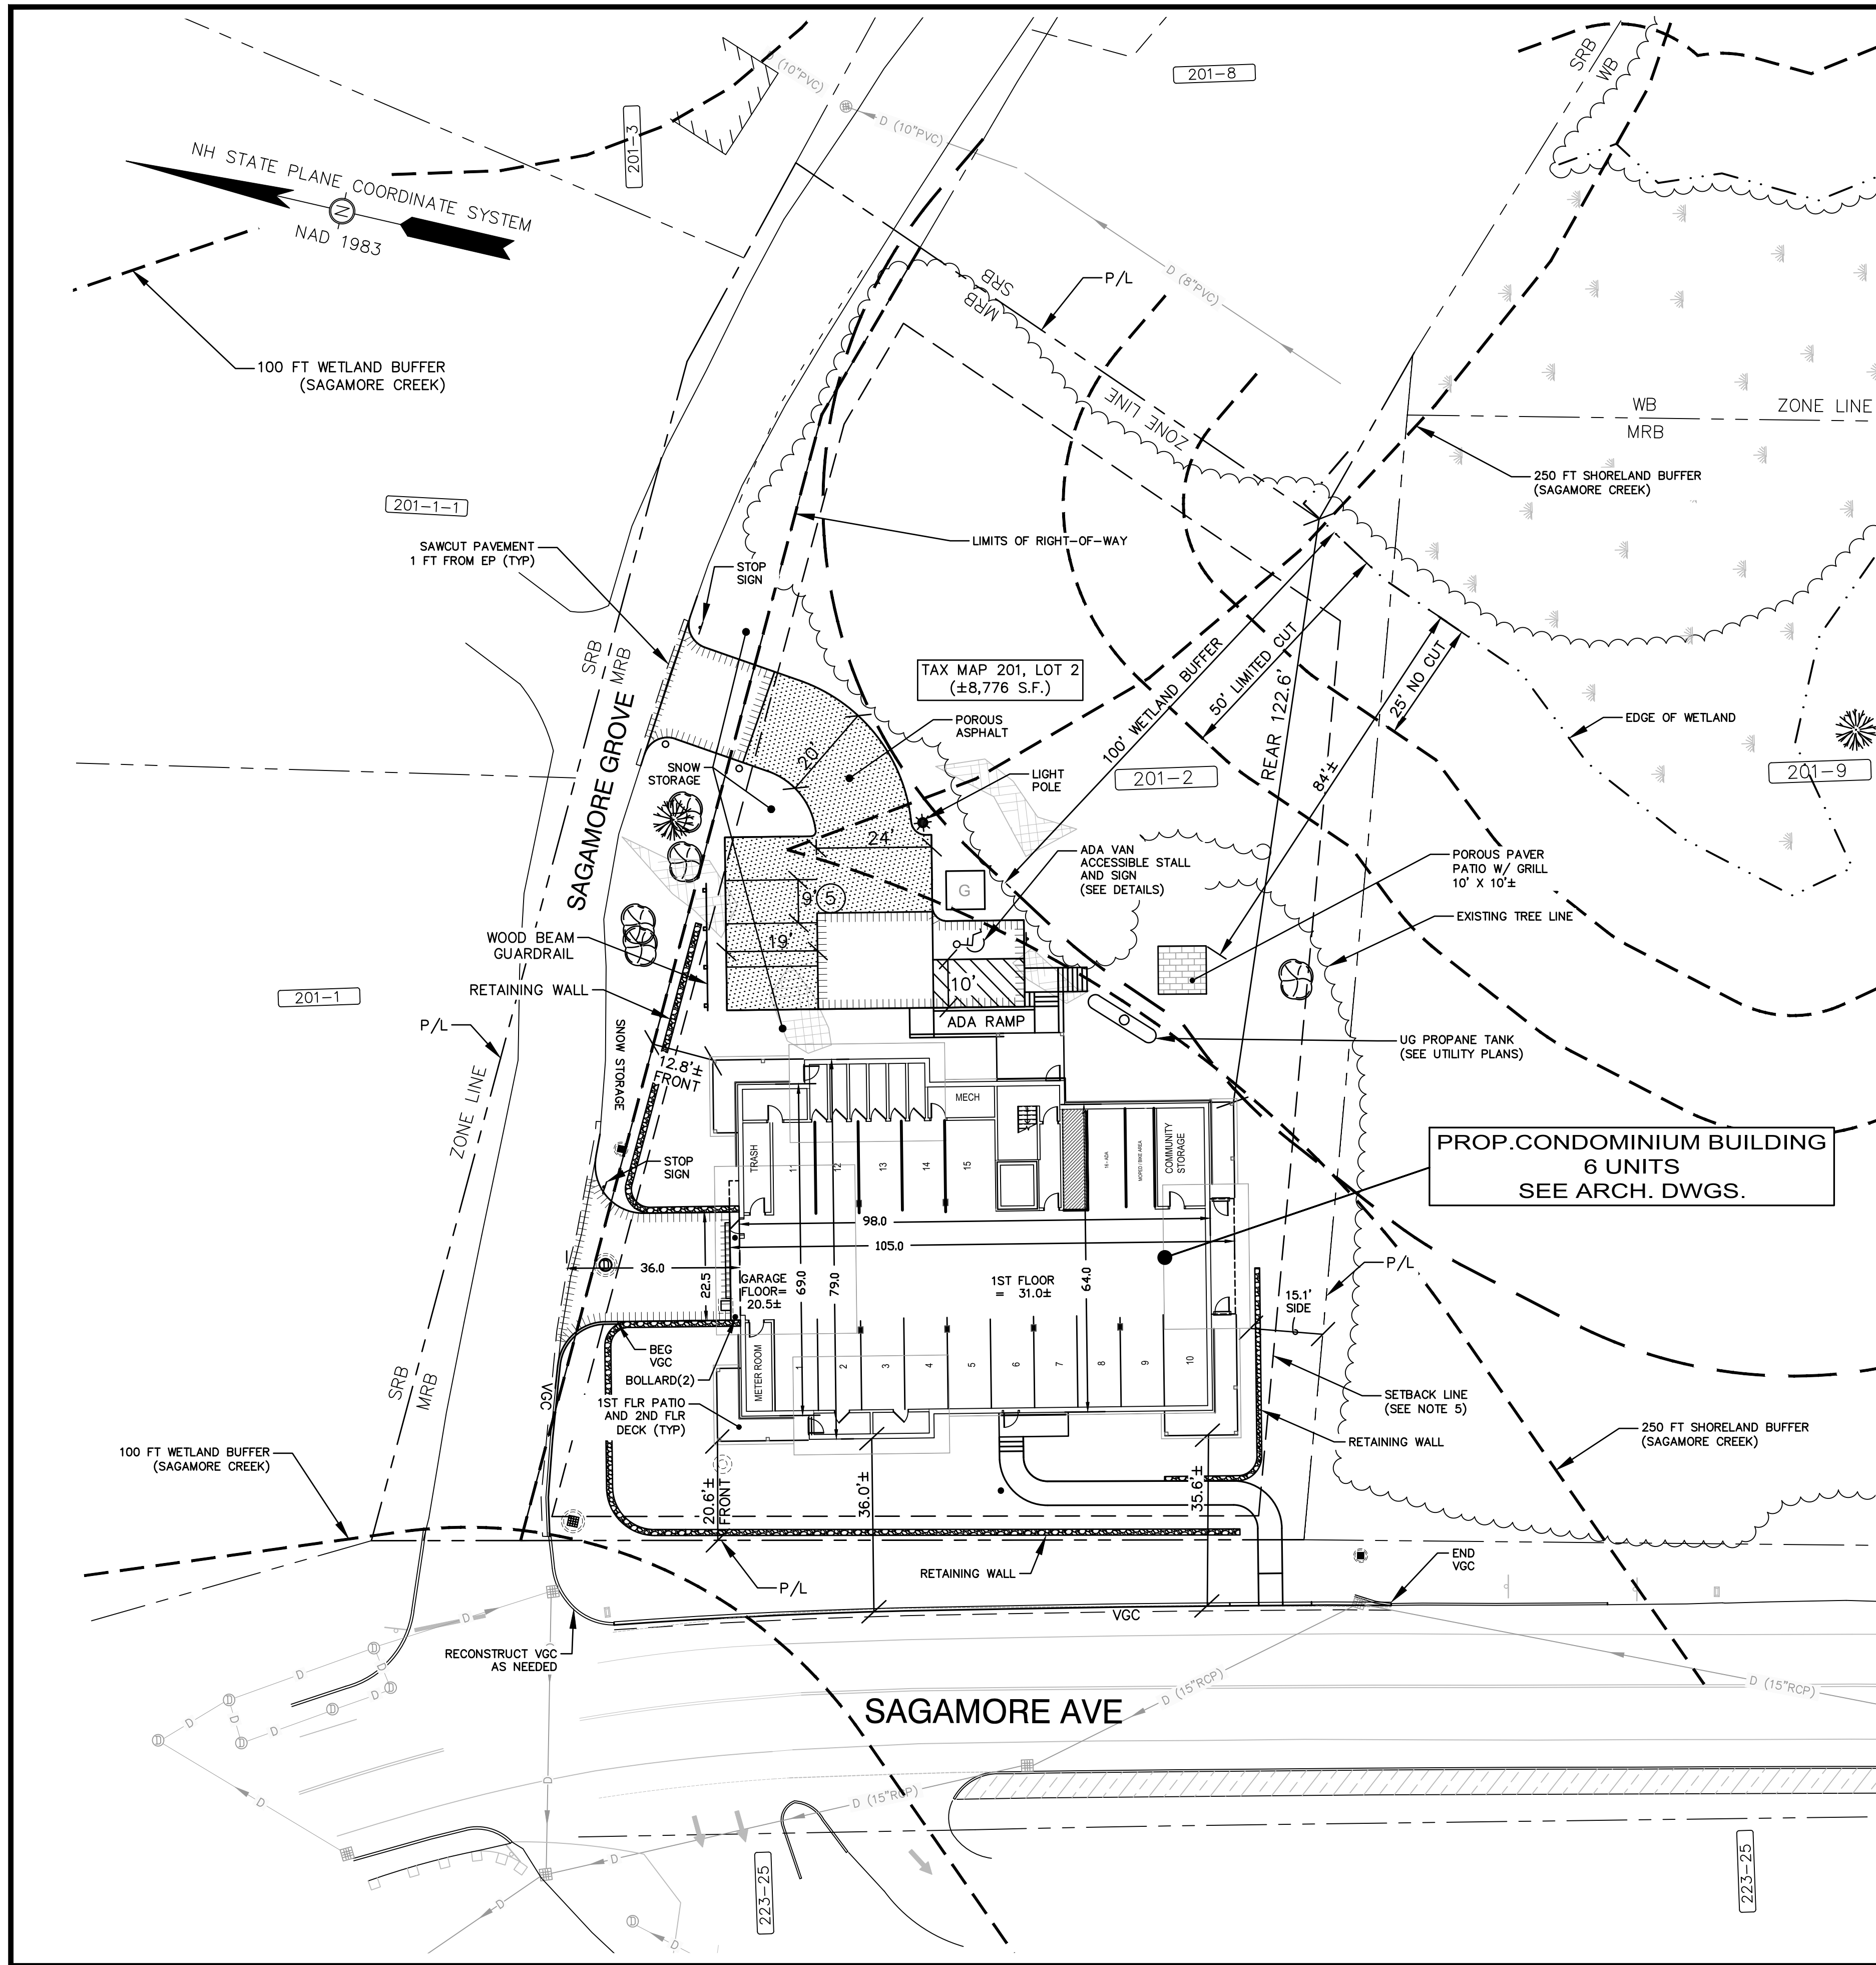 201-8
SRB
WB
D (10"PVC)
D (10"PVC)
201-3
NH STATE PLANE COORDINATE SYSTEM
N
NAD 1983
SRB
MRB
P/L
D (8"PVC)
100 FT WETLAND BUFFER
(SAGAMORE CREEK)
ZONE LINE
WB
MRB
ZONE LINE
250 FT SHORELAND BUFFER
(SAGAMORE CREEK)
201-1-1
SAWCUT PAVEMENT
1 FT FROM EP (TYP)
STOP
SIGN
LIMITS OF RIGHT-OF-WAY
SRB
MRB
SAGAMORE GROVE
TAX MAP 201, LOT 2
(±8,776 S.F.)
100' WETLAND BUFFER
50' LIMITED CUT
REAR 122.6'
25' NO CUT
84'±
POROUS
ASPHALT
EDGE OF WETLAND
SNOW
STORAGE
20'
LIGHT
POLE
201-2
201-9
24'
9'
5
19'
G
ADA VAN
ACCESSIBLE STALL
AND SIGN
(SEE DETAILS)
POROUS PAVER
PATIO W/ GRILL
10' X 10'±
EXISTING TREE LINE
WOOD BEAM
GUARDRAIL
RETAINING WALL
201-1
10'
ADA RAMP
P/L
SNOW STORAGE
UG PROPANE TANK
(SEE UTILITY PLANS)
12.8'±
FRONT
ZONE LINE
MECH
TRASH
11
12
13
14
15
16 - ADA
MOPED / BIKE AREA
COMMUNITY
STORAGE
PROP.CONDOMINIUM BUILDING
6 UNITS
SEE ARCH. DWGS.
STOP
SIGN
98.0
105.0
36.0
22.5
GARAGE
FLOOR=
20.5±
69.0
79.0
1ST FLOOR
= 31.0±
64.0
P/L
15.1'
SIDE
BEG
VGC
BOLLARD(2)
METER ROOM
1
2
3
4
5
6
7
8
9
10
SRB
MRB
VGC
1ST FLR PATIO
AND 2ND FLR
DECK (TYP)
SETBACK LINE
(SEE NOTE 5)
RETAINING WALL
250 FT SHORELAND BUFFER
(SAGAMORE CREEK)
100 FT WETLAND BUFFER
(SAGAMORE CREEK)
20.6'±
FRONT
36.0'±
35.6'±
RETAINING WALL
P/L
END
VGC
VGC
RECONSTRUCT VGC
AS NEEDED
D
D
D
D
D
D
D
D
D
D
D
D
D
SAGAMORE AVE
D (15"RCP)
D (15"RCP)
D (15"RCP)
D
D
D
D
D
D
223-25
223-25